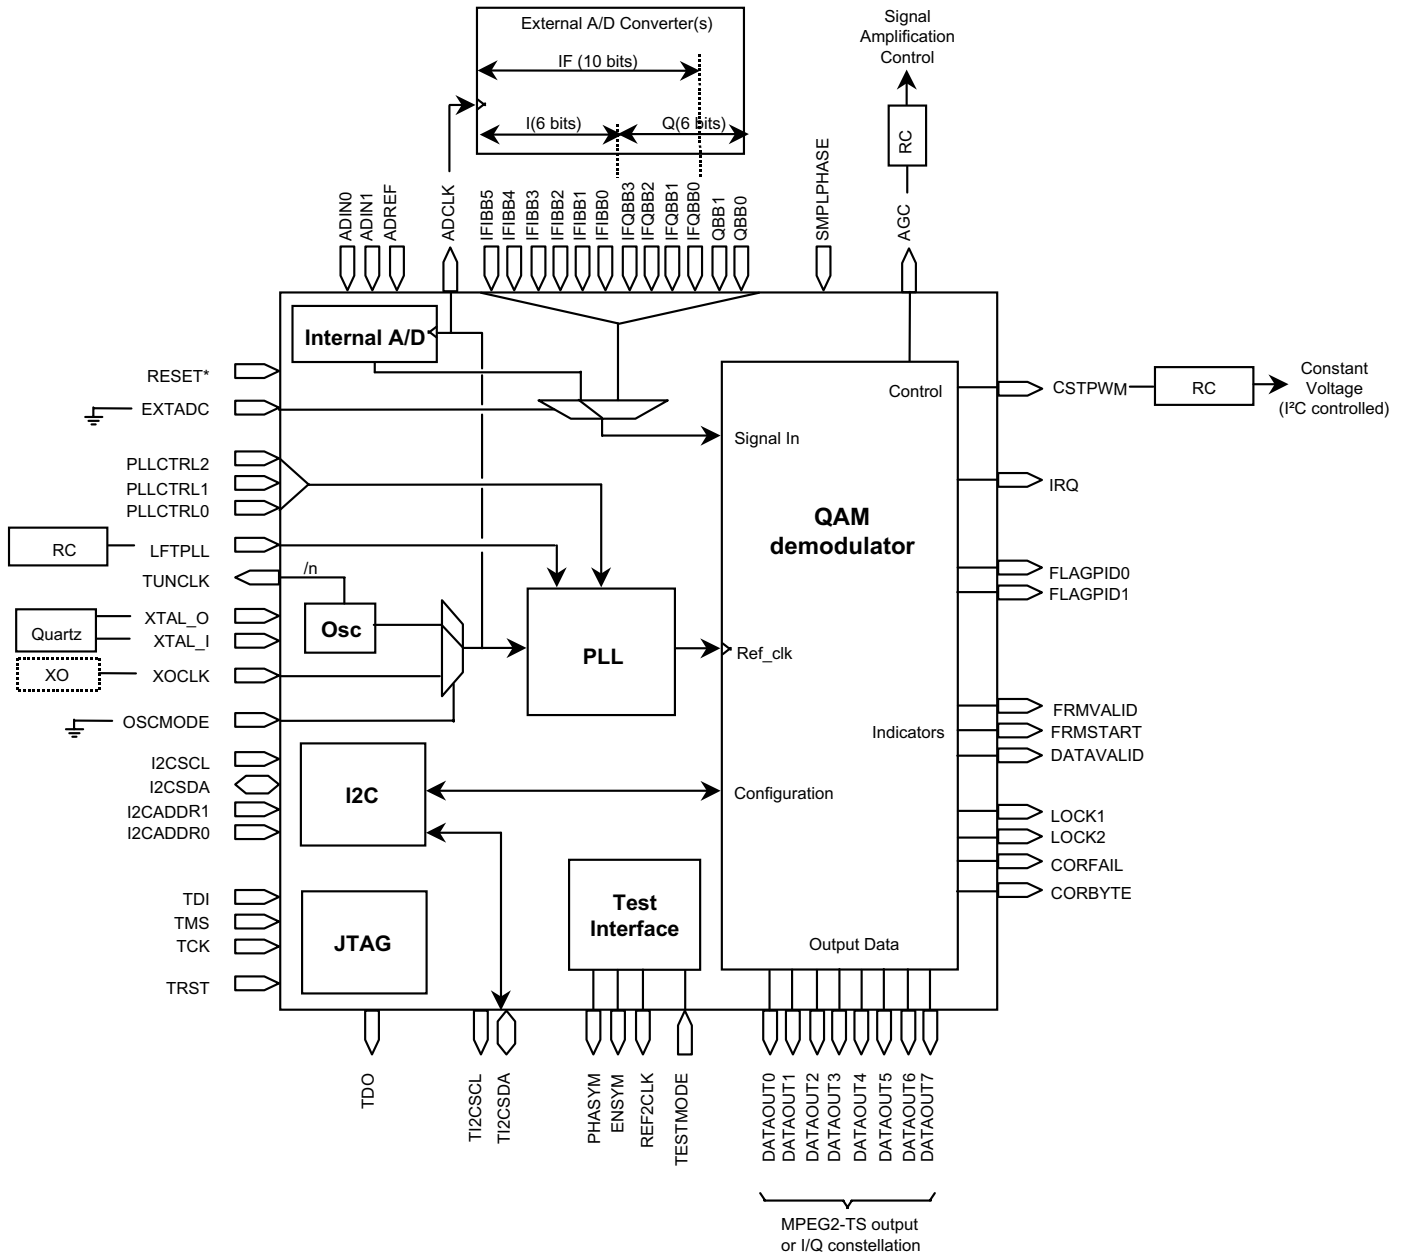 External A/D Converter(s)
IF (10 bits)
I(6 bits)
Q(6 bits)
Signal
Amplification
Control
RC
ADIN0
ADIN1
ADREF
ADCLK
IFIBB5
IFIBB4
IFIBB3
IFIBB2
IFIBB1
IFIBB0
IFQBB3
IFQBB2
IFQBB1
IFQBB0
QBB1
QBB0
SMPLPHASE
AGC
Internal A/D
RESET*
EXTADC
PLLCTRL2
PLLCTRL1
PLLCTRL0
RC
LFTPLL
TUNCLK
/n
Quartz
XTAL_O
XTAL_I
Osc
XO
XOCLK
OSCMODE
PLL
I2CSCL
I2CSDA
I2CADDR1
I2CADDR0
I2C
TDI
TMS
TCK
TRST
JTAG
Test
Interface
Control
Signal In
QAM
demodulator
Ref_clk
Indicators
Configuration
Output Data
CSTPWM
RC
Constant
Voltage
(I²C controlled)
IRQ
FLAGPID0
FLAGPID1
FRMVALID
FRMSTART
DATAVALID
LOCK1
LOCK2
CORFAIL
CORBYTE
TDO
TI2CSCL
TI2CSDA
PHASYM
ENSYM
REF2CLK
TESTMODE
DATAOUT0
DATAOUT1
DATAOUT2
DATAOUT3
DATAOUT4
DATAOUT5
DATAOUT6
DATAOUT7
MPEG2-TS output
or I/Q constellation